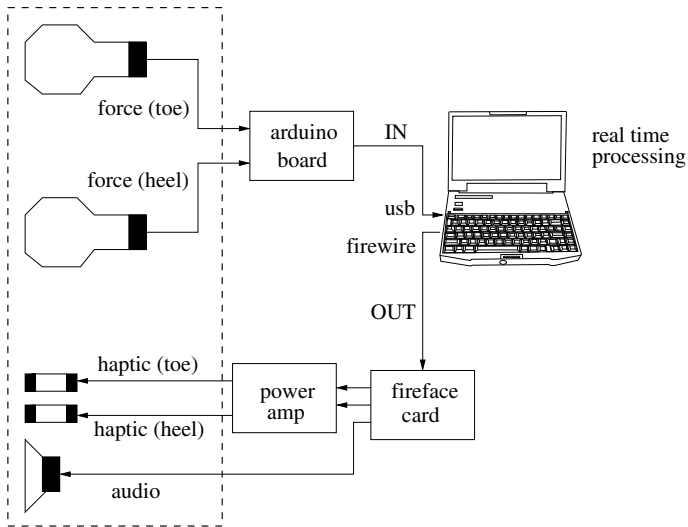 force (toe)
arduino
board
IN
real time
processing
force (heel)
usb
firewire
OUT
haptic (toe)
power
amp
fireface
card
haptic (heel)
audio